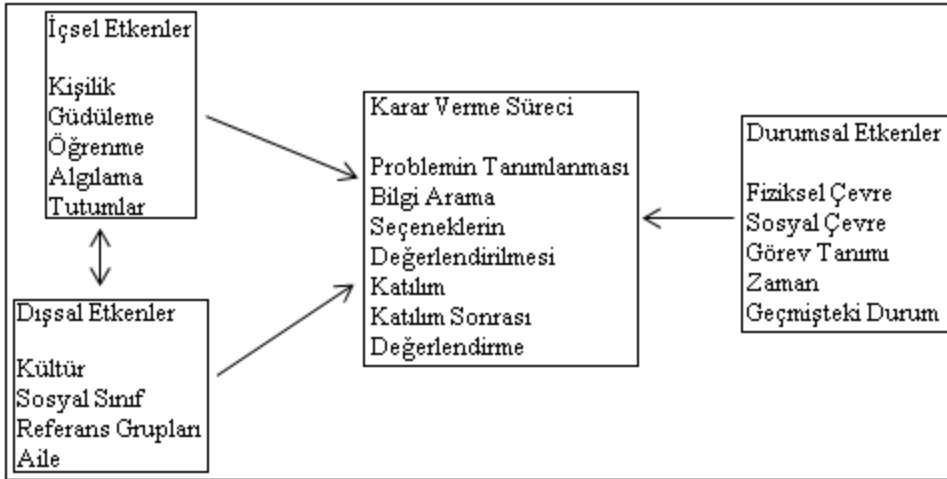 İçsel Etkenler
Kişilik
Güdüleme
Öğrenme
Algılama
Tutumlar
Dışsal Etkenler
Kültür
Sosyal Sınıf
Referans Grupları
Aile
Karar Verme Süreci
Problemin Tanımlanması
Bilgi Arama
Seçeneklerin
Değerlendirilmesi
Katılım
Katılım Sonrası
Değerlendirme
Durumsal Etkenler
Fiziksel Çevre
Sosyal Çevre
Görev Tanımı
Zaman
Geçmişteki Durum